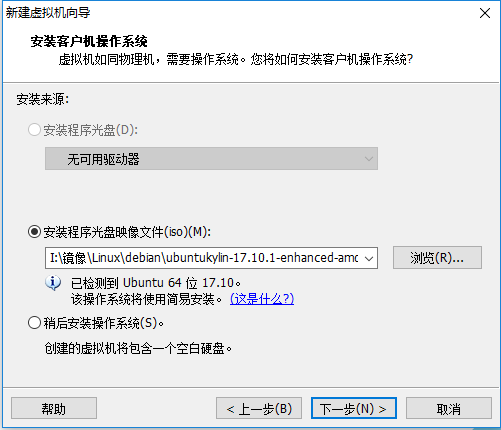 新建虚拟机向导
安装客户机操作系统
虚拟机如同物理机，需要操作系统。您将如何安装客户机操作系统?
安装来源:
安装程序光盘(D):
无可用驱动器
安装程序光盘映像文件(iso)(M):
I:\镜像\Linux\debian\ubuntukylin-17.10.1-enhanced-amd
浏览(R)...
已检测到 Ubuntu 64 位 17.10。
该操作系统将使用简易安装。 (这是什么?)
稍后安装操作系统(S)。
创建的虚拟机将包含一个空白硬盘。
帮助
< 上一步(B)
下一步(N) >
取消